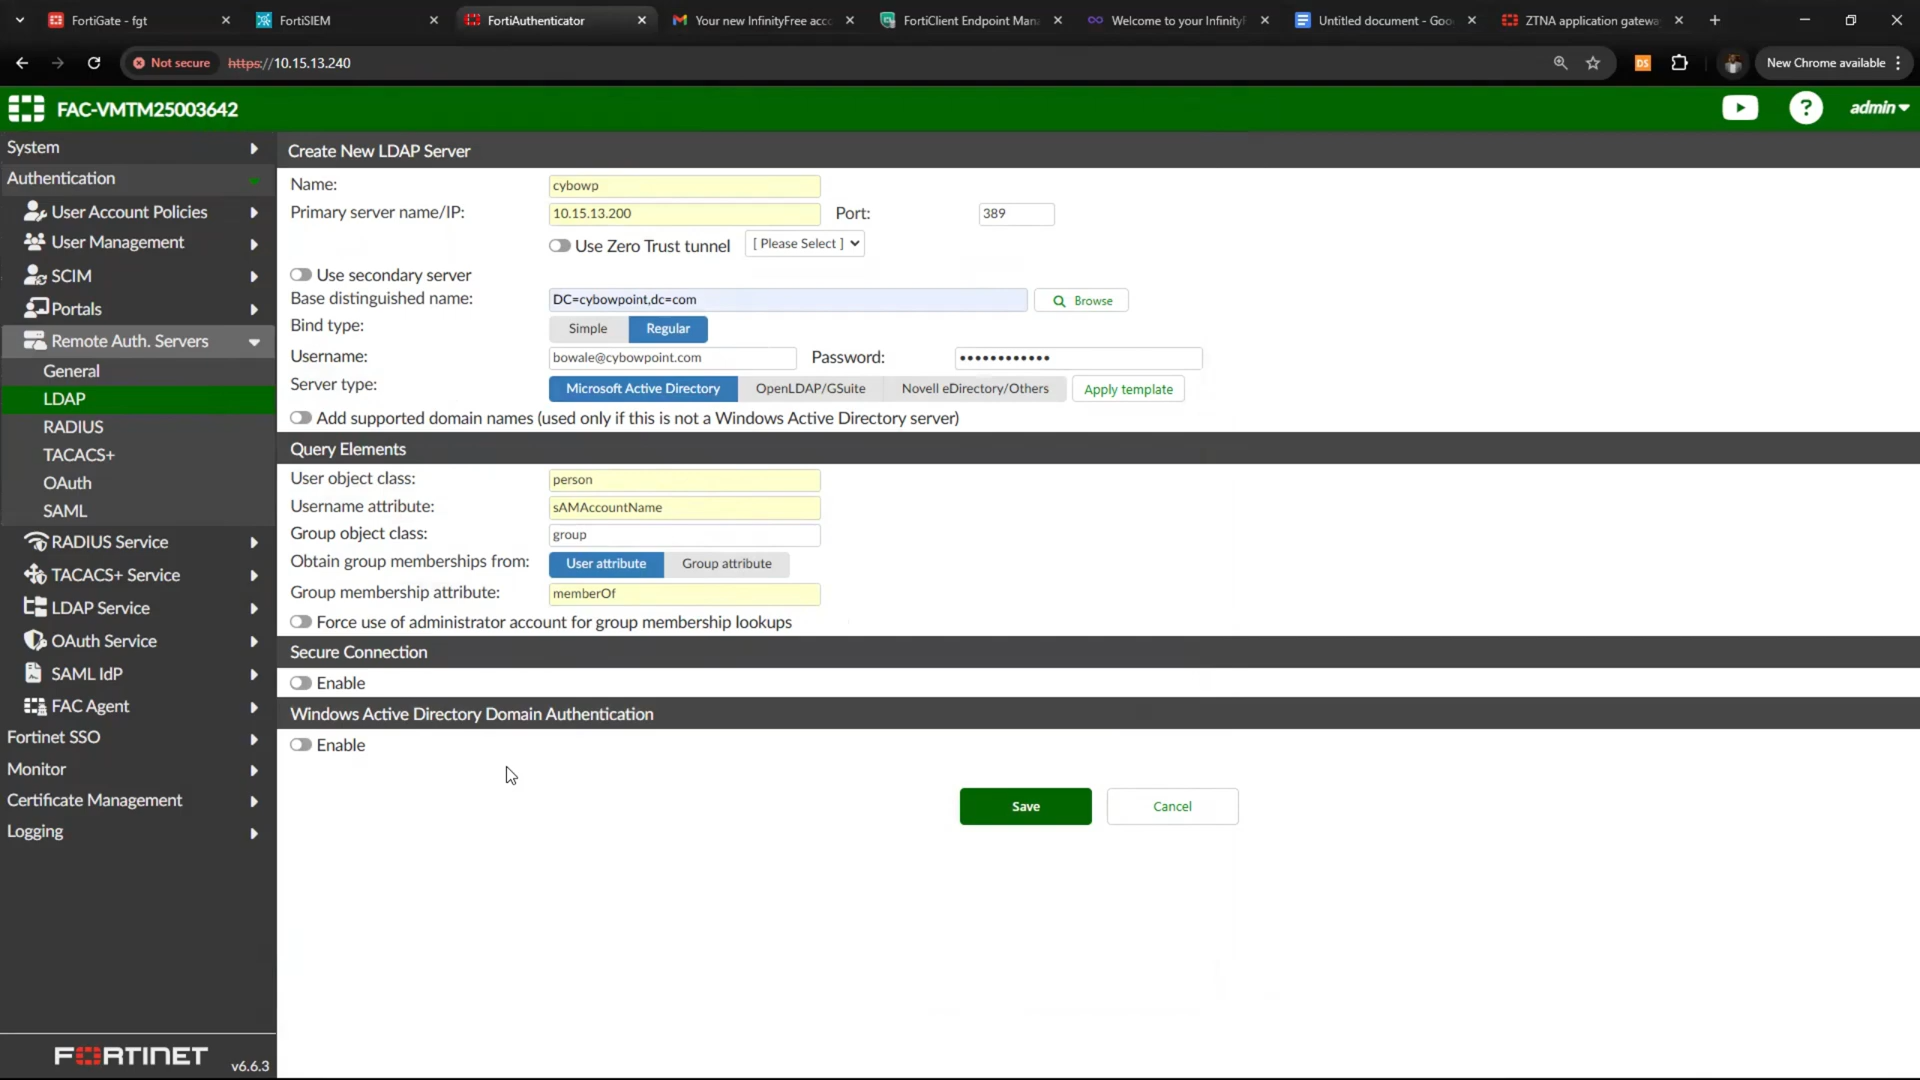 FortiGate - fgt
FortiSIEM
FortiAuthenticator
Your new InfinityFree acc
FortiClient Endpoint Mana
Welcome to your InfinityF
Untitled document - Goo
ZTNA application gatewa
Not secure https://10.15.13.240
DS
New Chrome available
FAC-VMTM25003642
?
admin
System
Authentication
User Account Policies
User Management
SCIM
Portals
Remote Auth. Servers
General
LDAP
RADIUS
TACACS+
OAuth
SAML
RADIUS Service
TACACS+ Service
LDAP Service
OAuth Service
SAML IdP
FAC Agent
Fortinet SSO
Monitor
Certificate Management
Logging
FORTINET v6.6.3
Create New LDAP Server
Name: cybowp
Primary server name/IP: 10.15.13.200 Port: 389
Use Zero Trust tunnel [ Please Select ]
Use secondary server
Base distinguished name: DC=cybowpoint,dc=com Browse
Bind type: Simple Regular
Username: bowale@cybowpoint.com Password: ••••••••••••
Server type: Microsoft Active Directory OpenLDAP/GSuite Novell eDirectory/Others Apply template
Add supported domain names (used only if this is not a Windows Active Directory server)
Query Elements
User object class: person
Username attribute: sAMAccountName
Group object class: group
Obtain group memberships from: User attribute Group attribute
Group membership attribute: memberOf
Force use of administrator account for group membership lookups
Secure Connection
Enable
Windows Active Directory Domain Authentication
Enable
Save Cancel